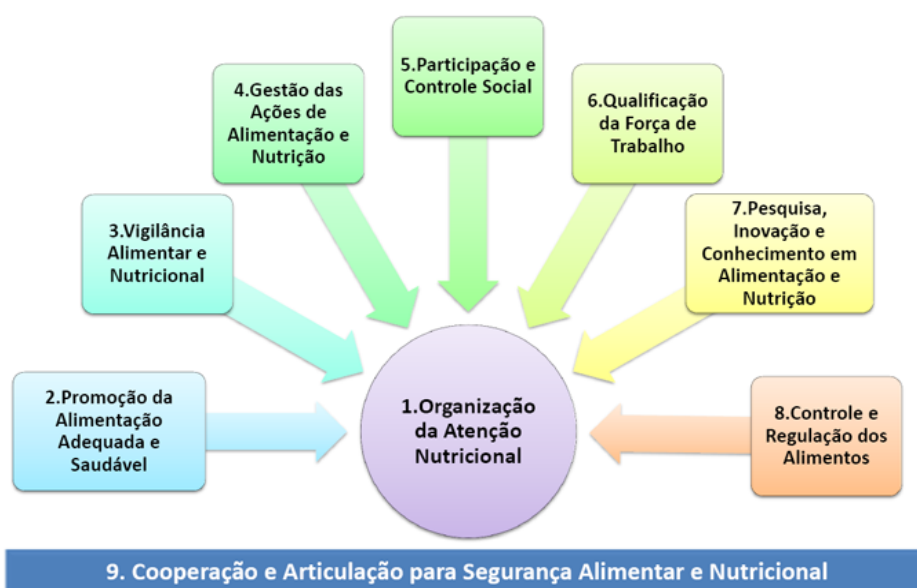 5.Participação e
Controle Social
4.Gestão das
Ações de
Alimentação e
Nutrição
6.Qualificação
da Força de
Trabalho
3.Vigilância
Alimentar e
Nutricional
7.Pesquisa,
Inovação e
Conhecimento em
Alimentação e
Nutrição
2.Promoção da
Alimentação
Adequada e
Saudável
1.Organização
da Atenção
Nutricional
8.Controle e
Regulação dos
Alimentos
9. Cooperação e Articulação para Segurança Alimentar e Nutricional